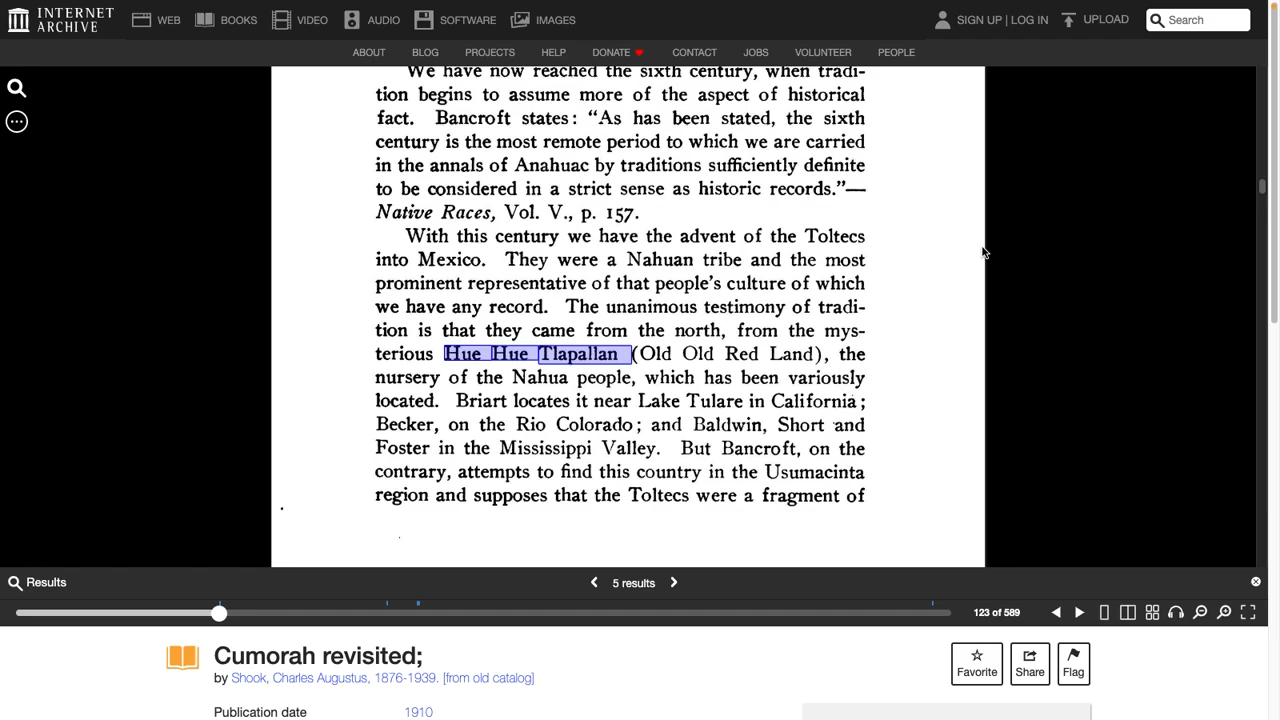 INTERNET ARCHIVE
WEB BOOKS VIDEO AUDIO SOFTWARE IMAGES
SIGN UP | LOG IN UPLOAD Search
ABOUT BLOG PROJECTS HELP DONATE CONTACT JOBS VOLUNTEER PEOPLE
We have now reached the sixth century, when tradi-
tion begins to assume more of the aspect of historical
fact. Bancroft states: "As has been stated, the sixth
century is the most remote period to which we are carried
in the annals of Anahuac by traditions sufficiently definite
to be considered in a strict sense as historic records."—
Native Races, Vol. V., p. 157.
With this century we have the advent of the Toltecs
into Mexico. They were a Nahuan tribe and the most
prominent representative of that people's culture of which
we have any record. The unanimous testimony of tradi-
tion is that they came from the north, from the mys-
terious Hue Hue Tlapallan (Old Old Red Land), the
nursery of the Nahua people, which has been variously
located. Briart locates it near Lake Tulare in California;
Becker, on the Rio Colorado; and Baldwin, Short and
Foster in the Mississippi Valley. But Bancroft, on the
contrary, attempts to find this country in the Usumacinta
region and supposes that the Toltecs were a fragment of
Results
5 results
123 of 589
Cumorah revisited;
by Shook, Charles Augustus, 1876-1939. [from old catalog]
Favorite Share Flag
Publication date 1910